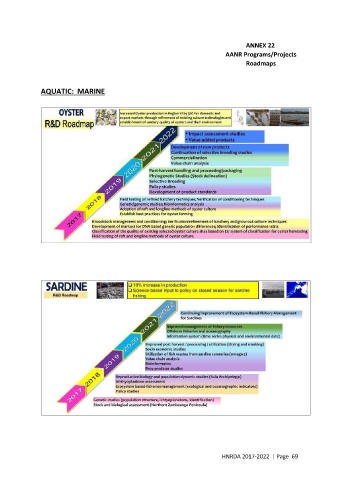 ANNEX 22
AANR Programs/Projects
Roadmaps
AQUATIC: MARINE
OYSTER
R&D Roadmap
Increased Oyster production in Region VI by (20) for domestic and
export markets through refinement of existing culture technologies and
establishment of sanitary quality of oysters and their environment
2022
* Impact assessment studies
* Value added products
2021
Development of new products
Continuation of selective breeding studies
Commercialization
Value chain analysis
2020
Post-harvest handling and processing/packaging
Phylogenetic Studies (Stock delineation)
Selective Breeding
Policy studies
Development of product standards
2019
2018
Field testing of refined hatchery techniques; Verification of conditioning techniques
Genetic/genomic studies; Bioinformatics analysis
Adoption of raft and longline methods of oyster culture
Establish best practices for oyster farming
2017
Broodstock management and conditioning; Verification/refinement of hatchery and grow-out culture techniques
Development of markers for DNA based genetic population differences; Identification of performance traits
Classification of the quality of existing selected oyster culture sites based on EU system of classification for oyster harvesting
Field testing of raft and longline methods of oyster culture
SARDINE
R&D Roadmap
10% increase in production
Science-based input to policy on closed season for sardine
fishing
2022
Continuing improvement of Ecosystem-Based Fishery Management
for Sardines
2021
Improved management of fishery resources
Offshore fisheries and oceanography
Information system (time series physical and environmental data)
2020
Improved post harvest / processing/ utilization (drying and smoking)
Socio economic studies
Utilization of fish wastes from sardine canneries (omega 3)
Value chain analysis
Bioinformatics
Prey-predator studies
2019
2018
Reproductive biology and population dynamic studies (Sulu Archipelago)
Ichthyoplankton assessment
Ecosystem based-fisheries management (ecological and oceanographic indicators)
Policy studies
2017
Genetic studies (population structure, ichthyoplankton, identification)
Stock and biological assessment (Northern Zamboanga Peninsula)
HNRDA 2017-2022 | Page 69